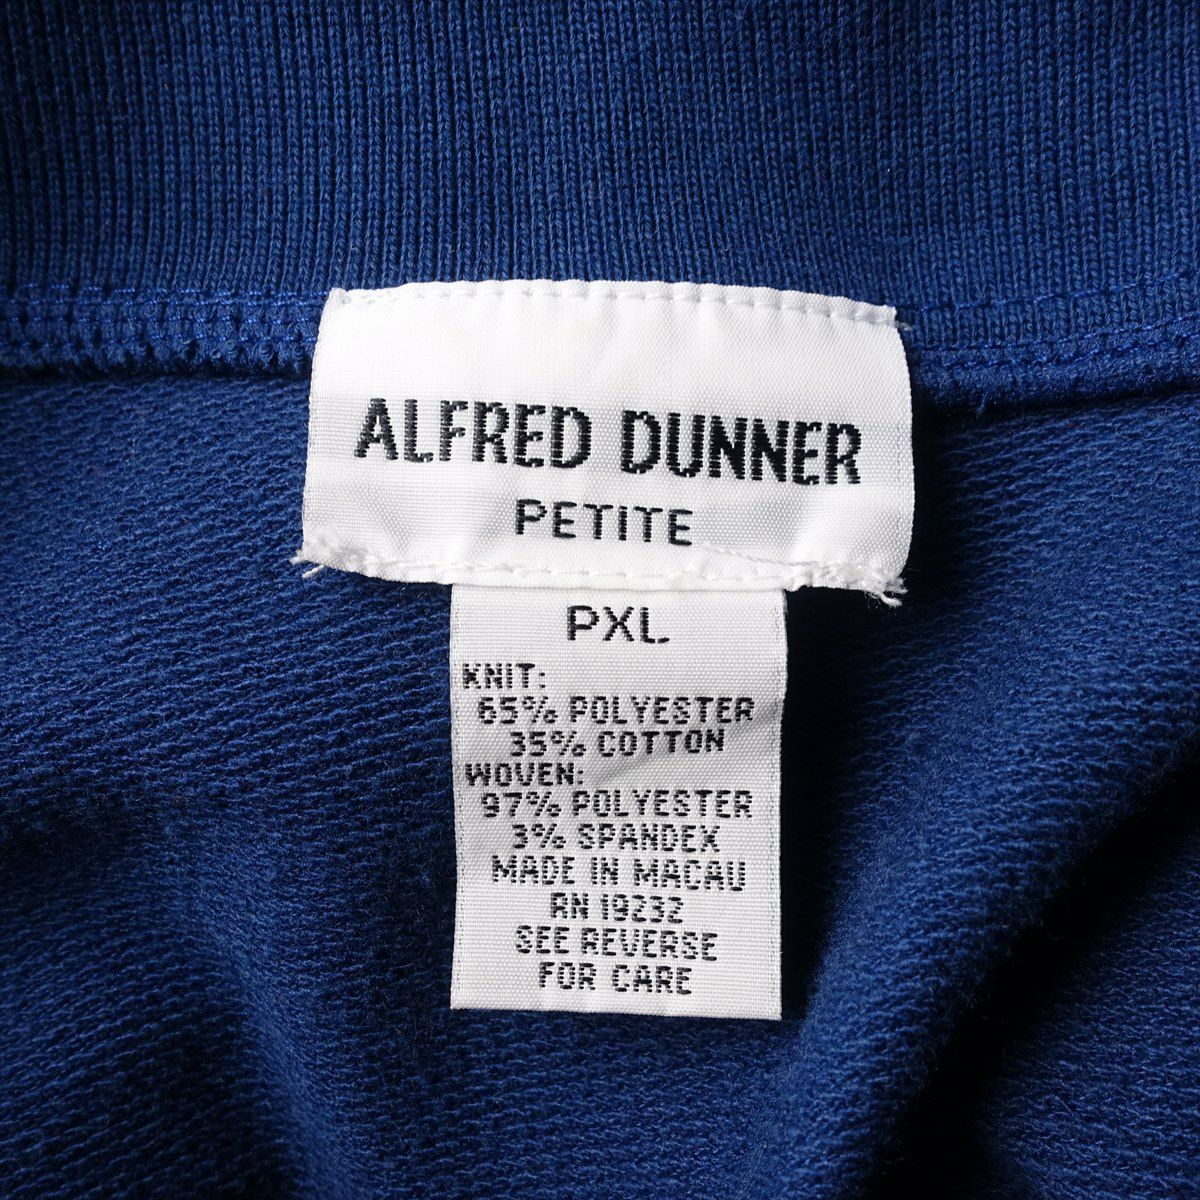 ALFRED DUNNER
PETITE
PXL
KNIT:
65% POLYESTER
35% COTTON
WOVEN:
97% POLYESTER
3% SPANDEX
MADE IN MACAU
RN 19232
SEE REVERSE
FOR CARE